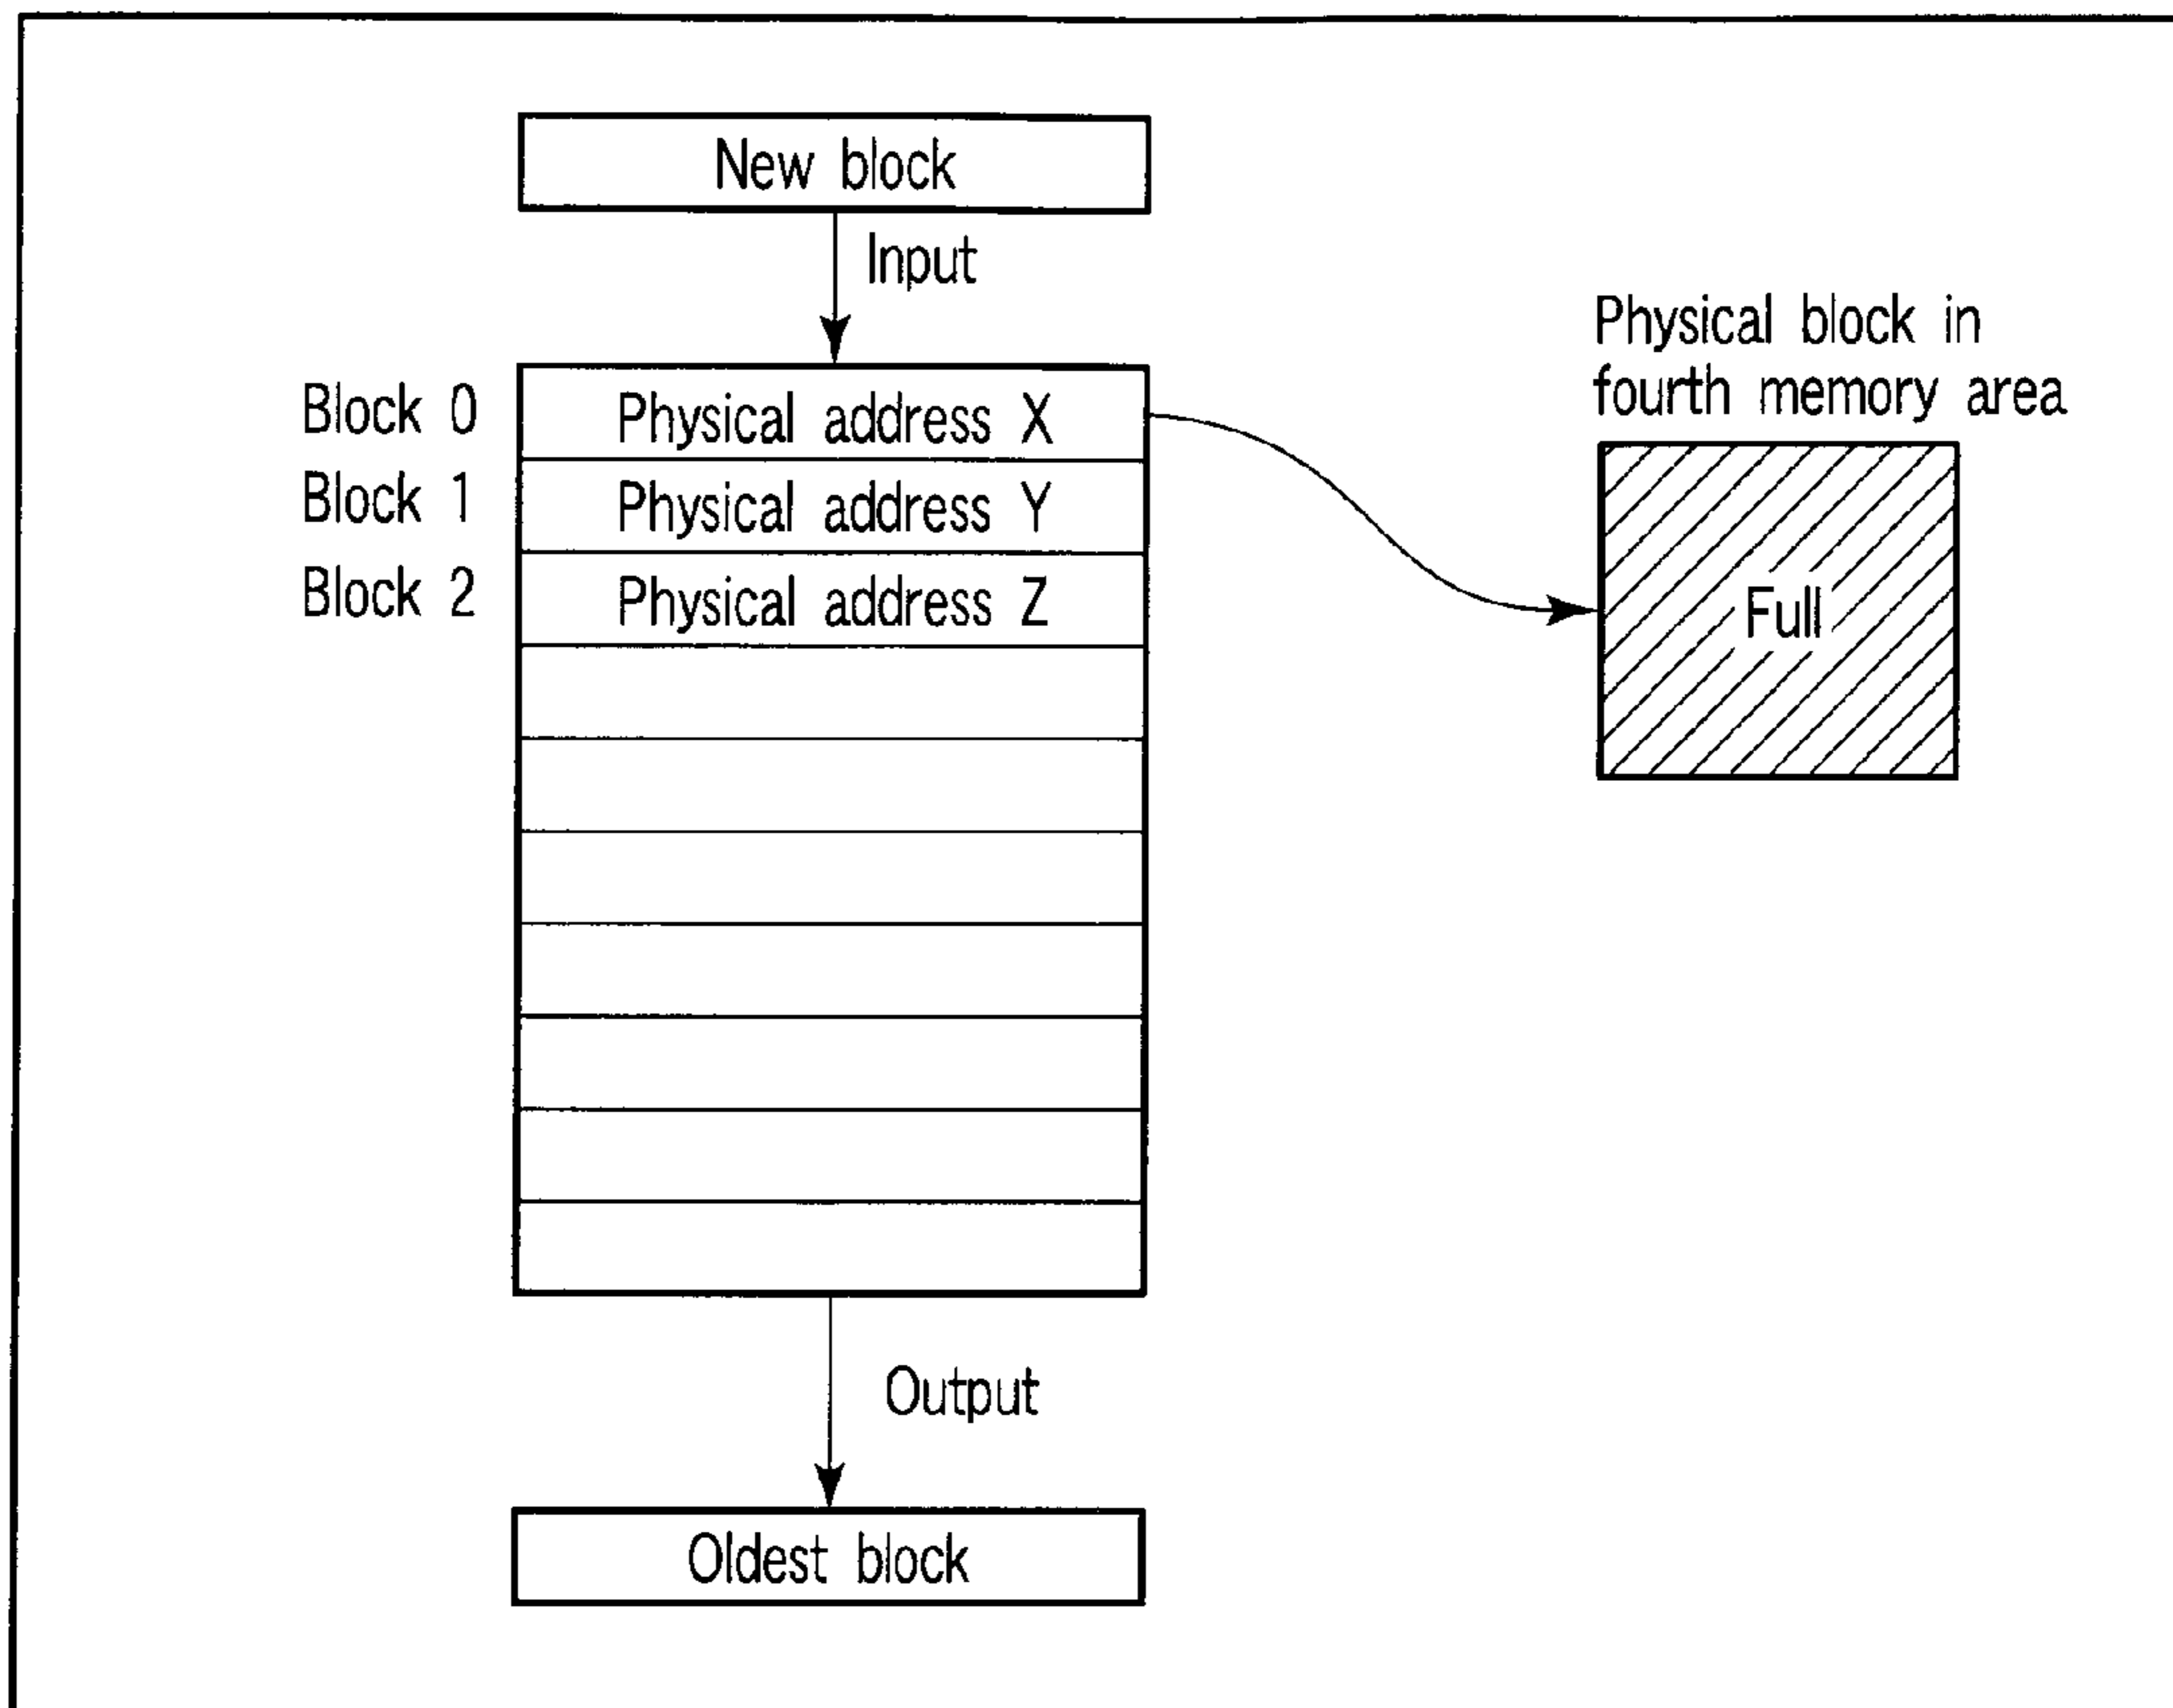 New block
Input
Physical block in
fourth memory area
Block 0 Physical address X
Block 1 Physical address Y
Block 2 Physical address Z
Full
Output
Oldest block